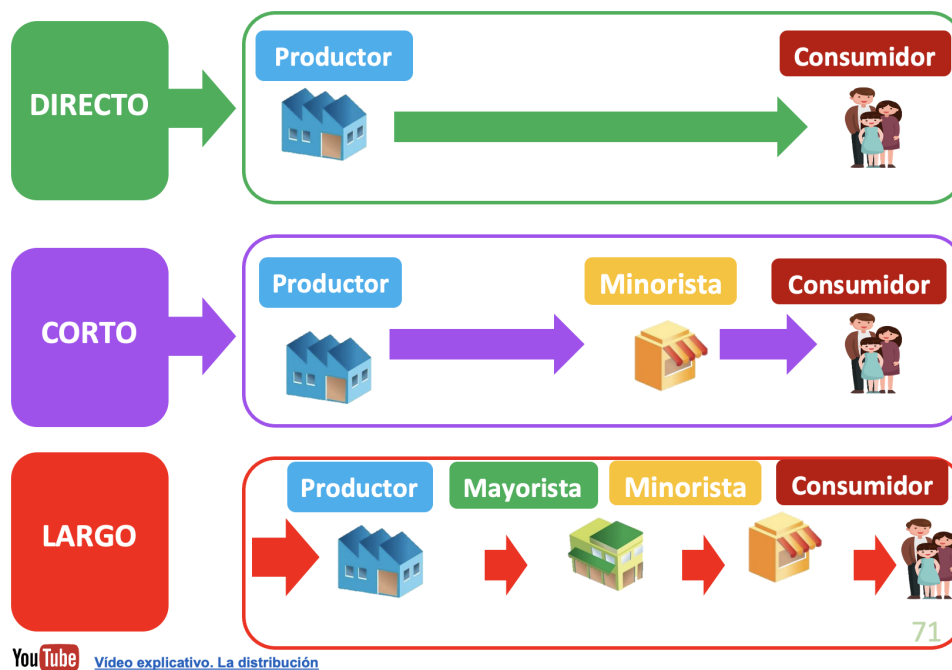 DIRECTO
Productor
Consumidor
CORTO
Productor
Minorista
Consumidor
LARGO
Productor
Mayorista
Minorista
Consumidor
71
YouTube
Vídeo explicativo. La distribución